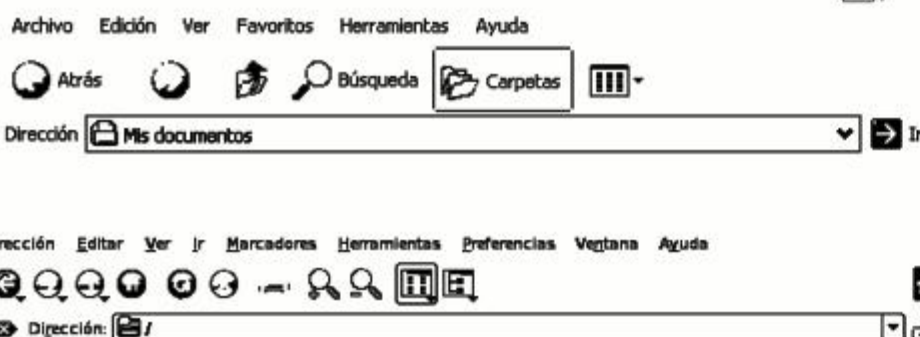 Archivo Edición Ver Favoritos Herramientas Ayuda
Atrás Búsqueda Carpetas
Dirección Mis documentos
Editar Ver Ir Marcadores Herramientas Preferencias Ventana Ayuda
Dirección: /